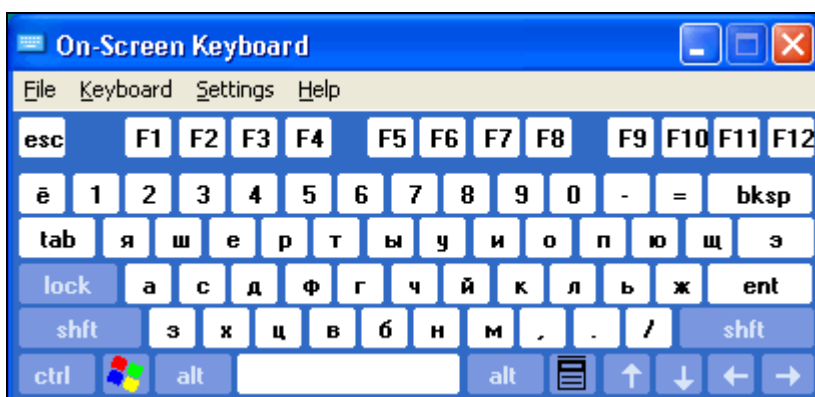 On-Screen Keyboard
File Keyboard Settings Help
esc F1 F2 F3 F4 F5 F6 F7 F8 F9 F10 F11 F12
ё 1 2 3 4 5 6 7 8 9 0 - = bksp
tab я ш е р т ы у и о п ю щ э
lock а с д ф г ч й к л ь ж ent
shft з х ц в б н м , . / shft
ctrl alt alt ↑ ↓ ← →